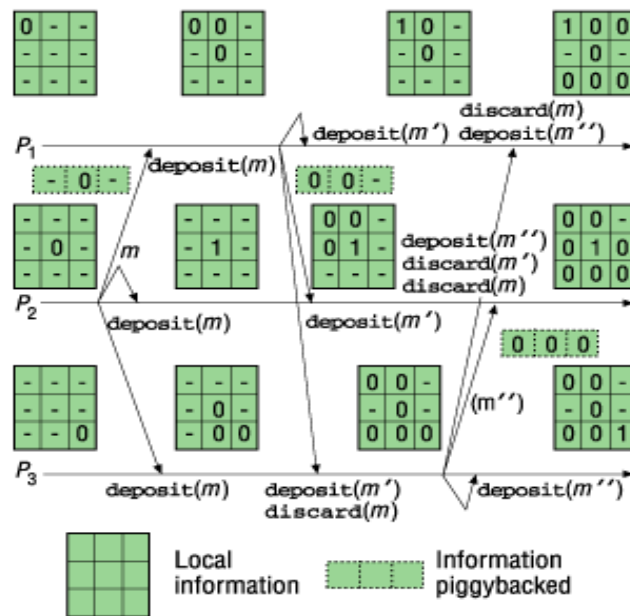 0 - - 0 0 - 1 0 - 1 0 0
- - - - 0 - - 0 - - 0 -
- - - - - - - - - 0 0 0
discard(m)
P1 deposit(m') deposit(m'')
deposit(m)
- 0 - 0 0 -
- - - - - - 0 0 - 0 0 -
- 0 - m - 1 - 0 1 - deposit(m'') 0 1 0
- - - - - - - - - discard(m') 0 0 0
discard(m)
P2
deposit(m) deposit(m')
0 0 0
- - - - - - 0 0 - 0 0 -
- - - - 0 - - 0 - (m'') - 0 -
- - 0 - 0 0 0 0 0 0 0 1
P3
deposit(m) deposit(m') deposit(m'')
discard(m)
Local Information
information piggybacked